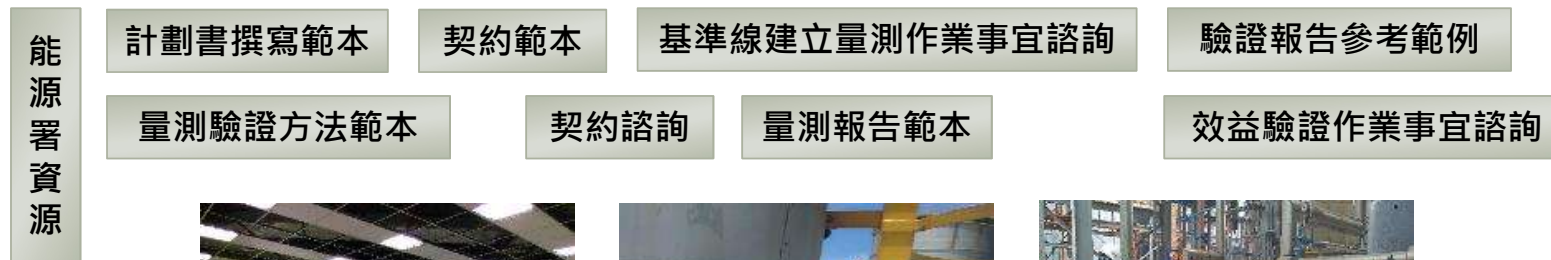 能源署資源
計劃書撰寫範本
契約範本
基準線建立量測作業事宜諮詢
驗證報告參考範例
量測驗證方法範本
契約諮詢
量測報告範本
效益驗證作業事宜諮詢